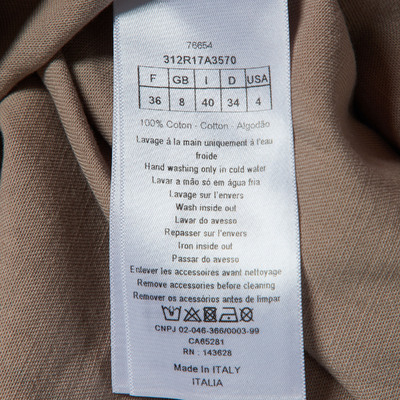 76654
312R17A3570
F GB I D USA
36 8 40 34 4
100% Coton - Cotton - Algodão
Lavage à la main uniquement à l'eau
froide
Hand washing only in cold water
Lavar a mão só em água fria
Lavage sur l'envers
Wash inside out
Lavar do avesso
Repasser sur l'envers
Iron inside out
Passar do avesso
Enlever les accessoires avant nettoyage
Remove accessories before cleaning
Remover os acessórios antes de limpar
CNPJ 02-046-366/0003-99
CA65281
RN : 143628
Made In ITALY
ITALIA